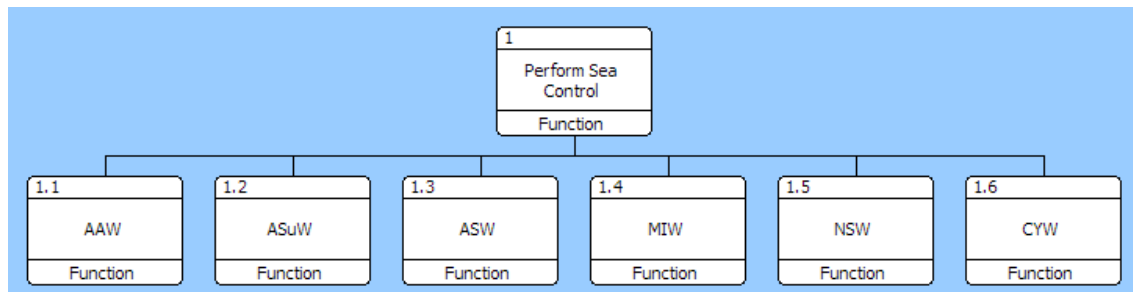 1
Perform Sea
Control
Function
1.1
AAW
Function
1.2
ASuW
Function
1.3
ASW
Function
1.4
MIW
Function
1.5
NSW
Function
1.6
CYW
Function